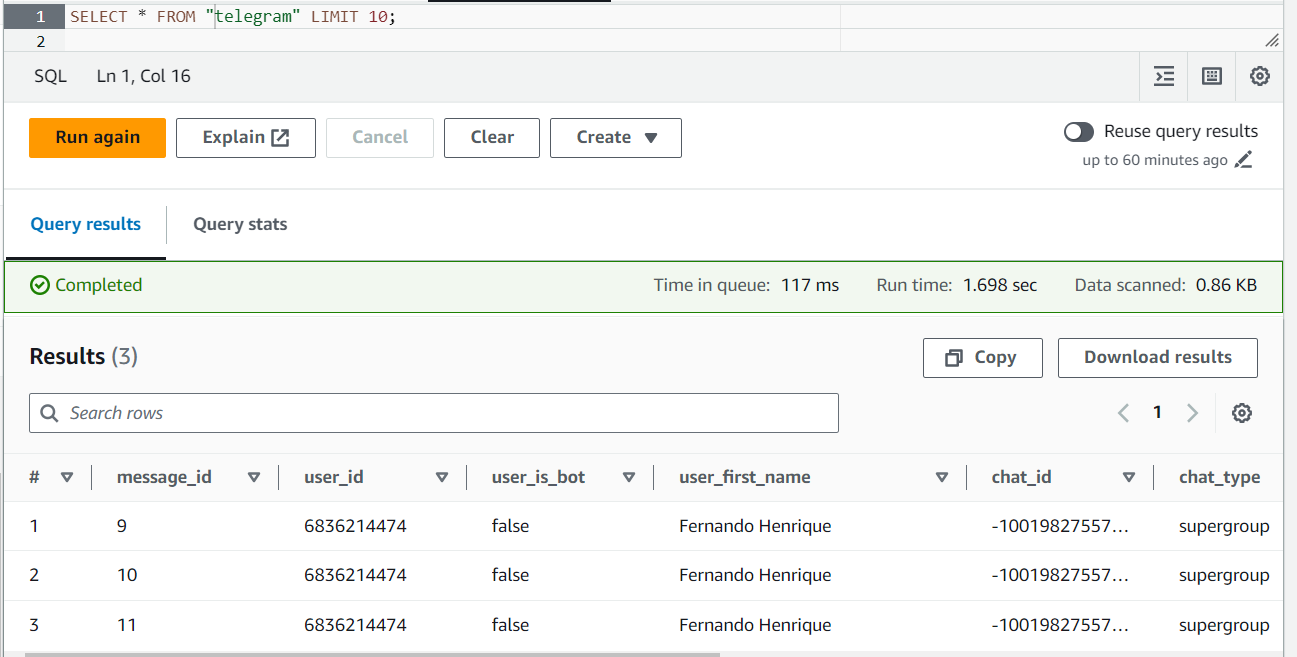 1 SELECT * FROM "telegram" LIMIT 10;
2
SQL Ln 1, Col 16
Run again Explain Cancel Clear Create Reuse query results
up to 60 minutes ago
Query results Query stats
Completed Time in queue: 117 ms Run time: 1.698 sec Data scanned: 0.86 KB
Results (3) Copy Download results
Search rows 1
# message_id user_id user_is_bot user_first_name chat_id chat_type
1 9 6836214474 false Fernando Henrique -10019827557... supergroup
2 10 6836214474 false Fernando Henrique -10019827557... supergroup
3 11 6836214474 false Fernando Henrique -10019827557... supergroup